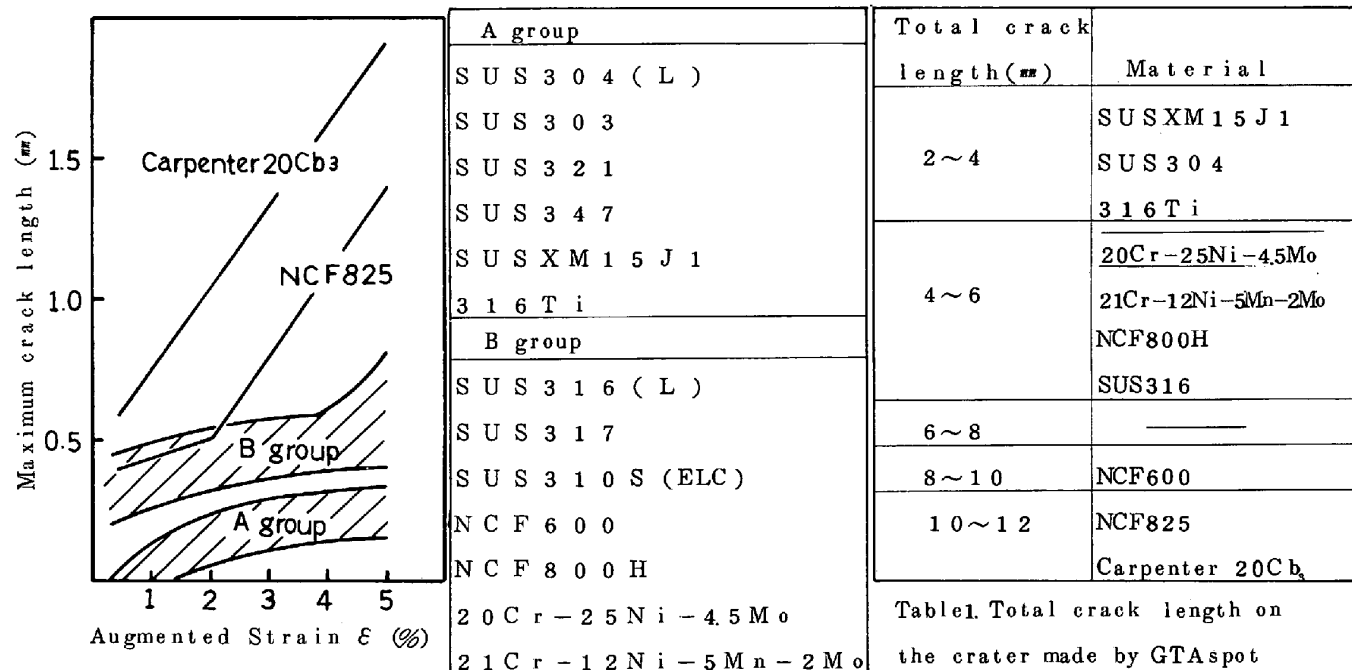 Maximum crack length (㎜)
1.5
1.0
0.5
Carpenter20Cb3
NCF825
B group
A group
1 2 3 4 5
Augmented Strain ε (%)
A group
SUS304(L)
SUS303
SUS321
SUS347
SUSXM15J1
316Ti
B group
SUS316(L)
SUS317
SUS310S(ELC)
NCF600
NCF800H
20Cr-25Ni-4.5Mo
21Cr-12Ni-5Mn-2Mo
Total crack
length(㎜) Material
2~4
SUSXM15J1
SUS304
316Ti
4~6
20Cr-25Ni-4.5Mo
21Cr-12Ni-5Mn-2Mo
NCF800H
SUS316
6~8
8~10 NCF600
10~12 NCF825
Carpenter 20Cb3
Table1. Total crack length on
the crater made by GTAspot